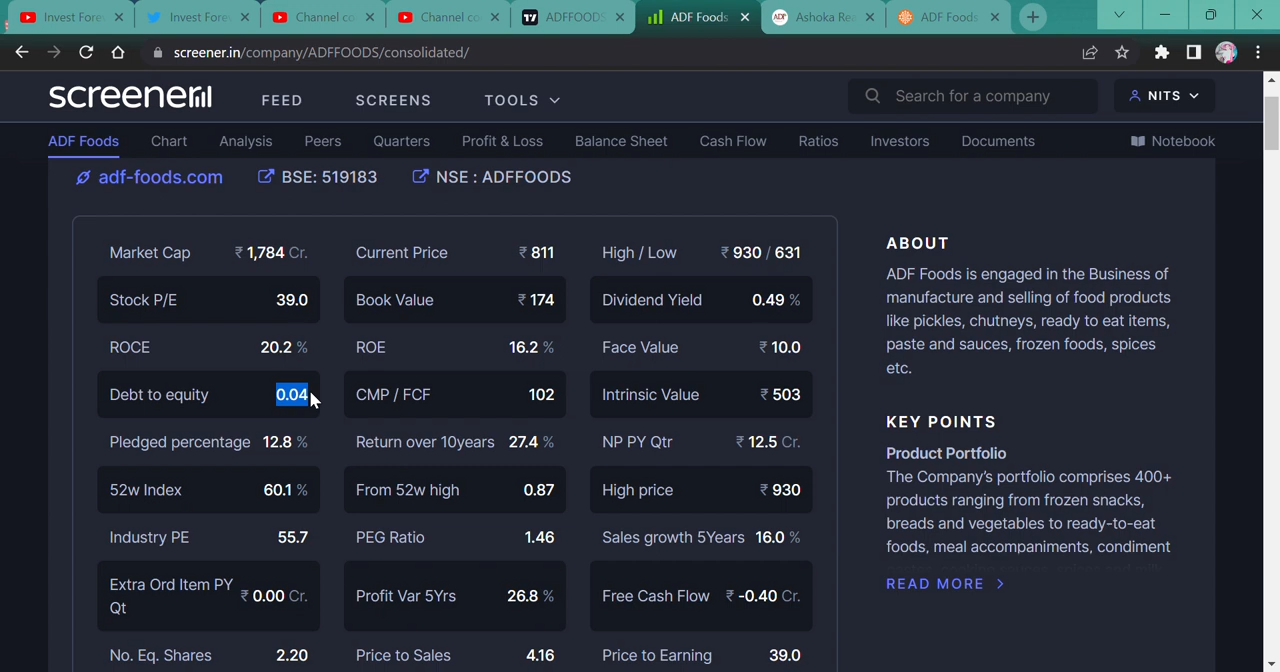 Invest Fores
Invest Fores
Channel co
Channel co
ADFFOODS
ADF Foods
Ashoka Rea
ADF Foods
screener.in/company/ADFFOODS/consolidated/
screener
FEED
SCREENS
TOOLS
Search for a company
NITS
ADF Foods
Chart
Analysis
Peers
Quarters
Profit & Loss
Balance Sheet
Cash Flow
Ratios
Investors
Documents
Notebook
adf-foods.com
BSE: 519183
NSE : ADFFOODS
Market Cap ₹ 1,784 Cr.
Current Price ₹ 811
High / Low ₹ 930 / 631
Stock P/E 39.0
Book Value ₹ 174
Dividend Yield 0.49 %
ROCE 20.2 %
ROE 16.2 %
Face Value ₹ 10.0
Debt to equity 0.04
CMP / FCF 102
Intrinsic Value ₹ 503
Pledged percentage 12.8 %
Return over 10years 27.4 %
NP PY Qtr ₹ 12.5 Cr.
52w Index 60.1 %
From 52w high 0.87
High price ₹ 930
Industry PE 55.7
PEG Ratio 1.46
Sales growth 5Years 16.0 %
Extra Ord Item PY
Qt ₹ 0.00 Cr.
Profit Var 5Yrs 26.8 %
Free Cash Flow ₹ -0.40 Cr.
No. Eq. Shares 2.20
Price to Sales 4.16
Price to Earning 39.0
ABOUT
ADF Foods is engaged in the Business of
manufacture and selling of food products
like pickles, chutneys, ready to eat items,
paste and sauces, frozen foods, spices
etc.
KEY POINTS
Product Portfolio
The Company's portfolio comprises 400+
products ranging from frozen snacks,
breads and vegetables to ready-to-eat
foods, meal accompaniments, condiment
READ MORE